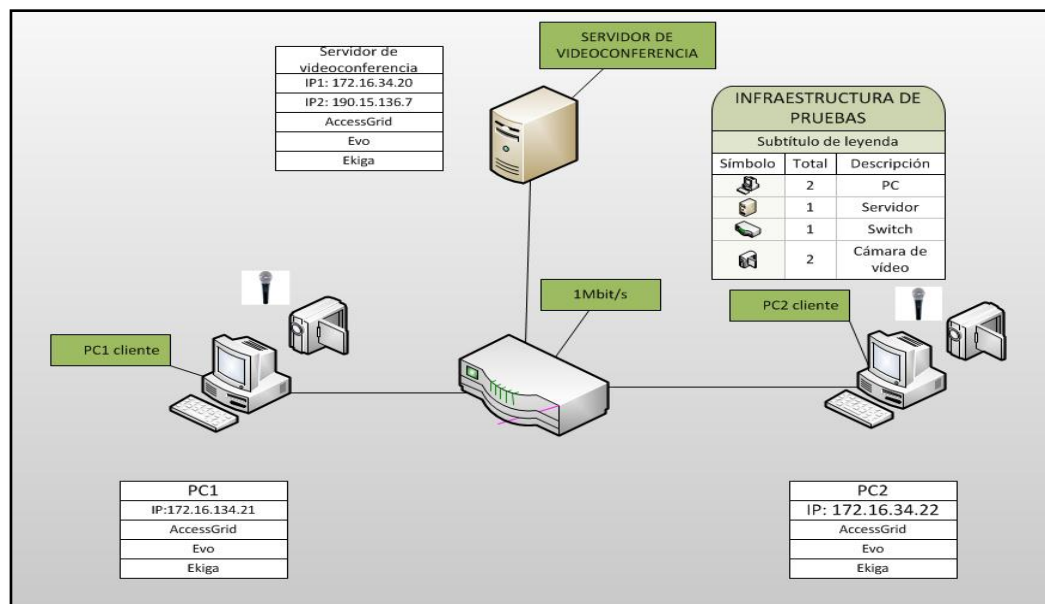 SERVIDOR DE
VIDEOCONFERENCIA
Servidor de
videoconferencia
IP1: 172.16.34.20
IP2: 190.15.136.7
AccessGrid
Evo
Ekiga
INFRAESTRUCTURA DE
PRUEBAS
Subtítulo de leyenda
Símbolo Total Descripción
2 PC
1 Servidor
1 Switch
2 Cámara de
vídeo
1Mbit/s
PC2 cliente
PC1 cliente
PC1
IP:172.16.134.21
AccessGrid
Evo
Ekiga
PC2
IP: 172.16.34.22
AccessGrid
Evo
Ekiga